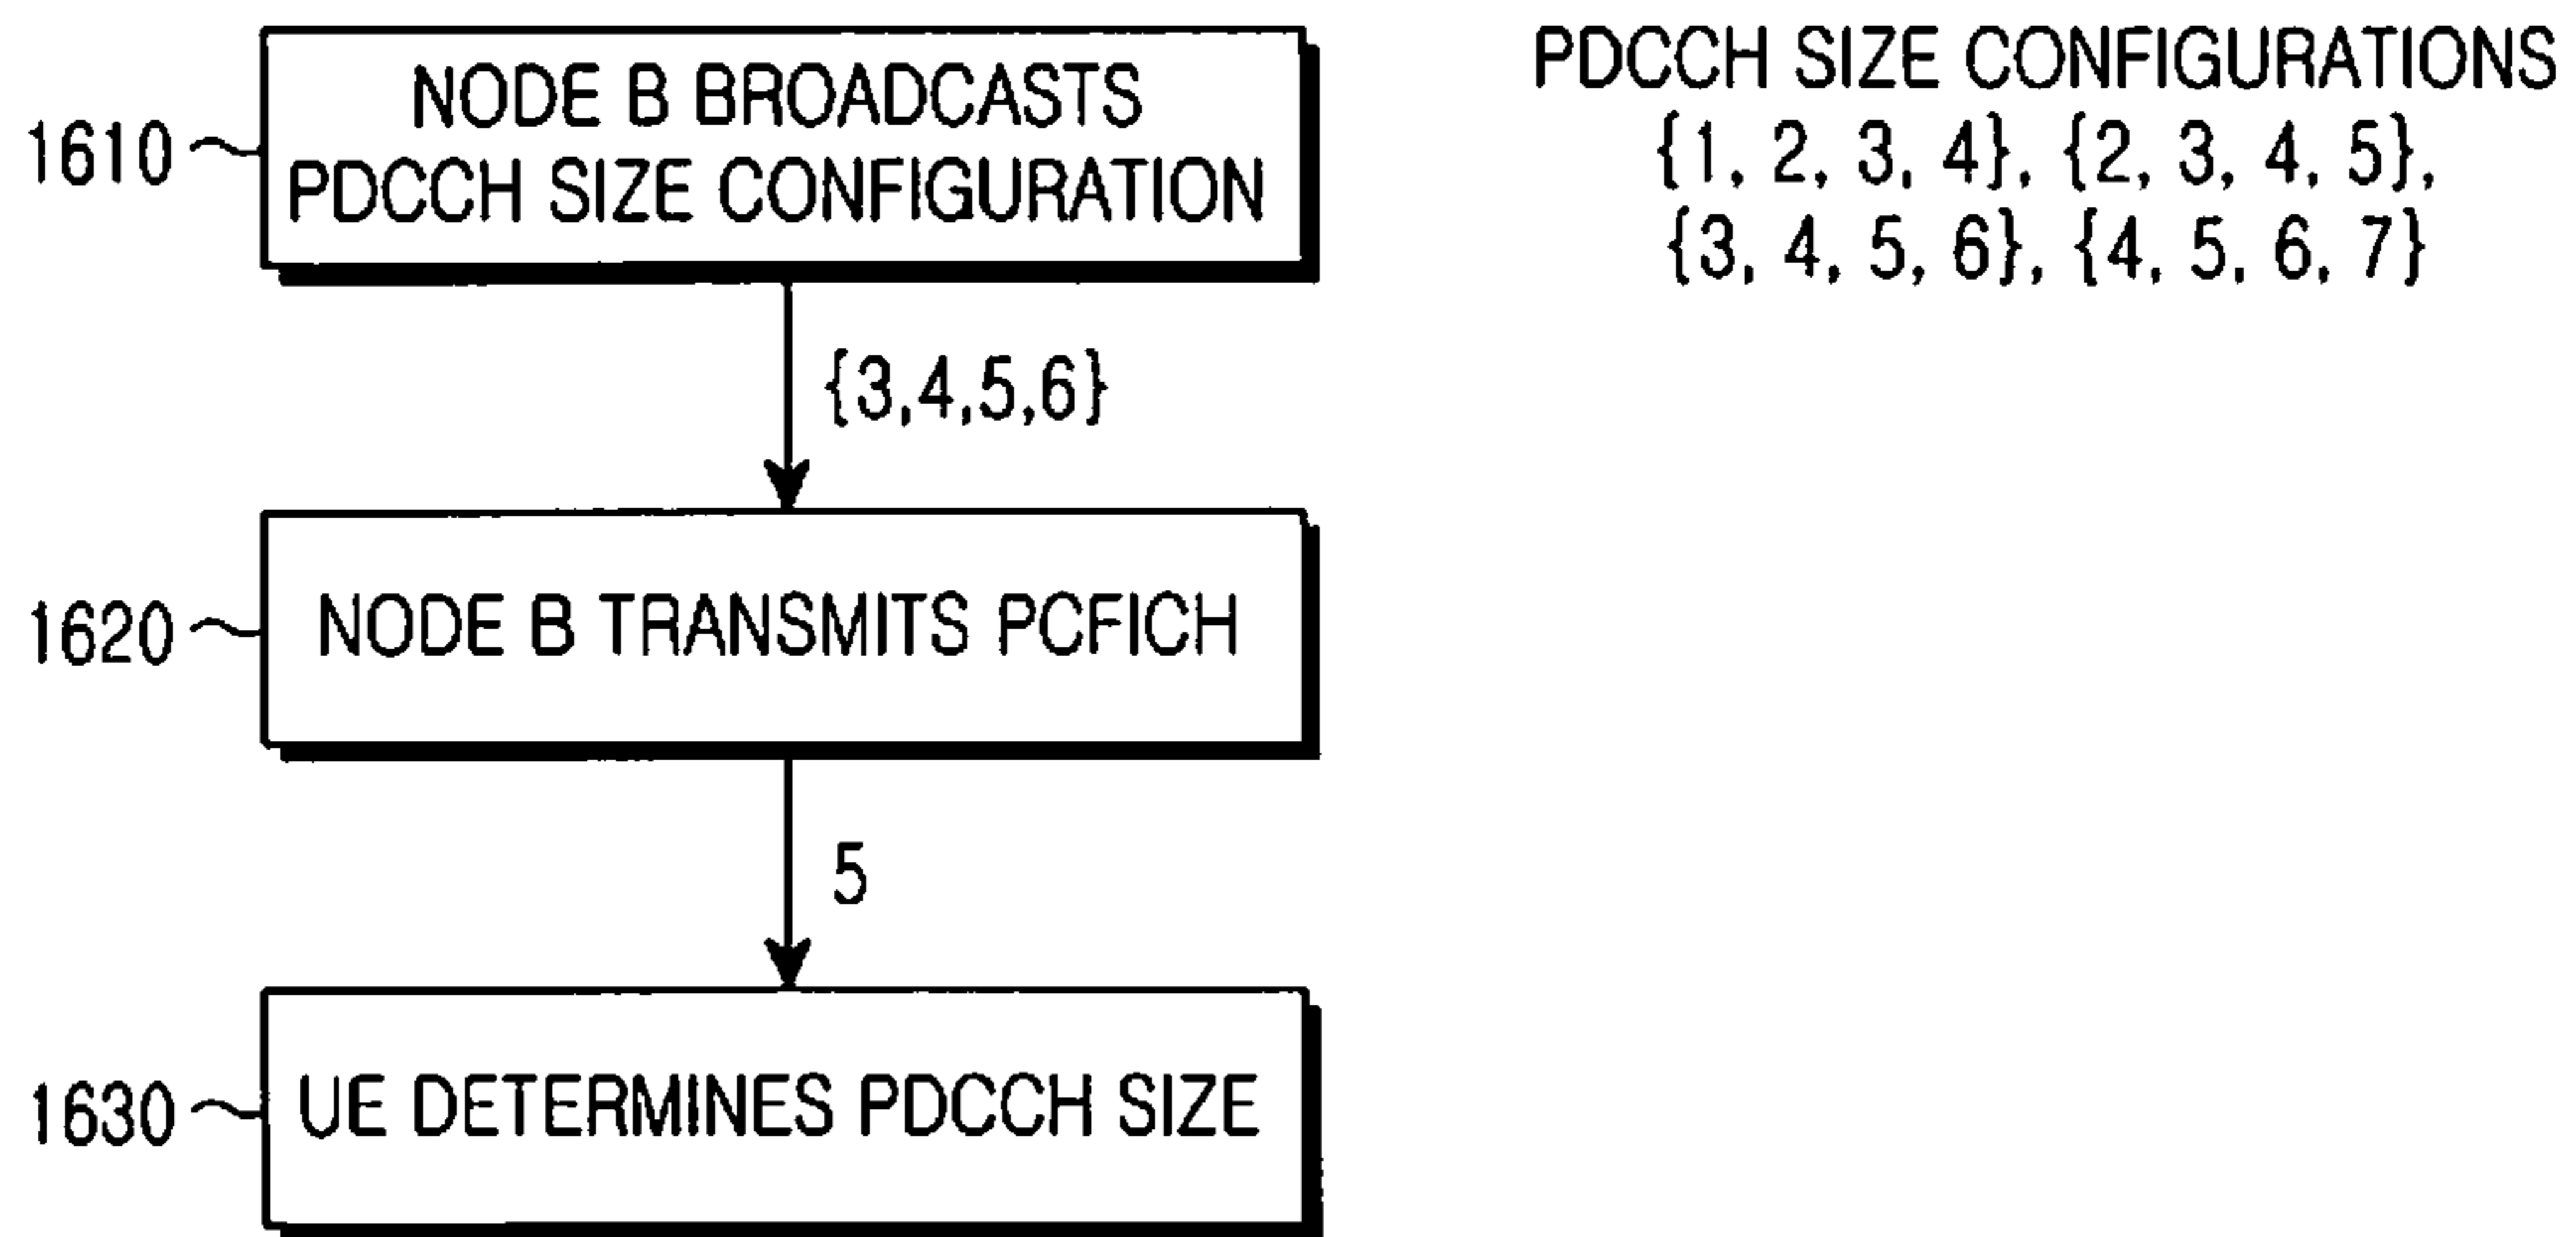 1610
NODE B BROADCASTS
PDCCH SIZE CONFIGURATION
{3,4,5,6}
1620
NODE B TRANSMITS PCFICH
5
1630
UE DETERMINES PDCCH SIZE
PDCCH SIZE CONFIGURATIONS
{1, 2, 3, 4}, {2, 3, 4, 5},
{3, 4, 5, 6}, {4, 5, 6, 7}